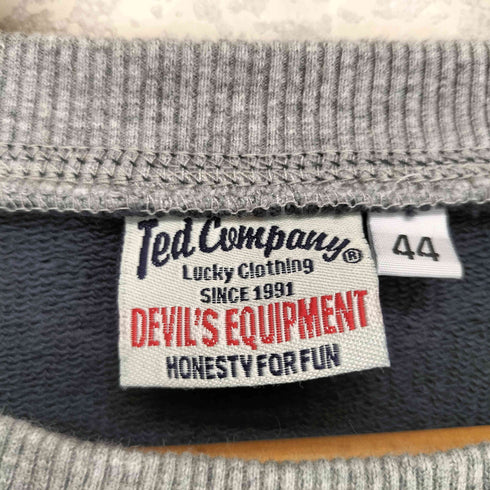 Ted Company®
Lucky Clothing
SINCE 1991
DEVIL'S EQUIPMENT
HONESTY FOR FUN
44